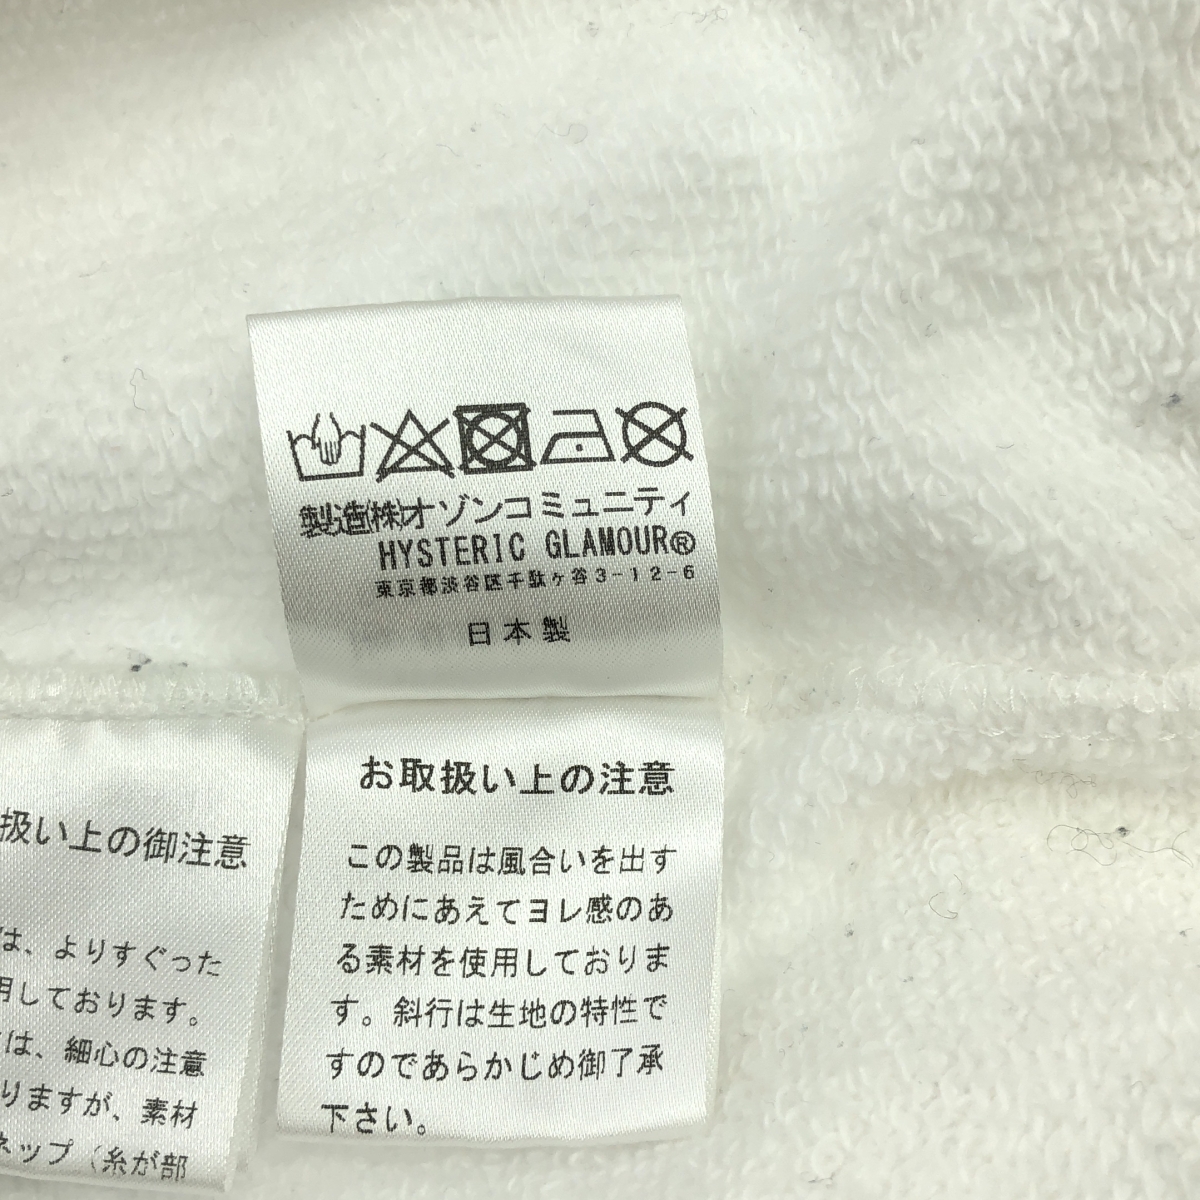 製造(株)オゾンコミュニティ
HYSTERIC GLAMOUR®
東京都渋谷区千駄ヶ谷3-12-6
日本製
お取扱い上の注意
この製品は風合いを出す
ためにあえてヨレ感のあ
る素材を使用しておりま
す。斜行は生地の特性で
すのであらかじめ御了承
下さい。
扱い上の御注意
は、よりすぐった
用しております。
は、細心の注意
りますが、素材
ネップ（糸が部